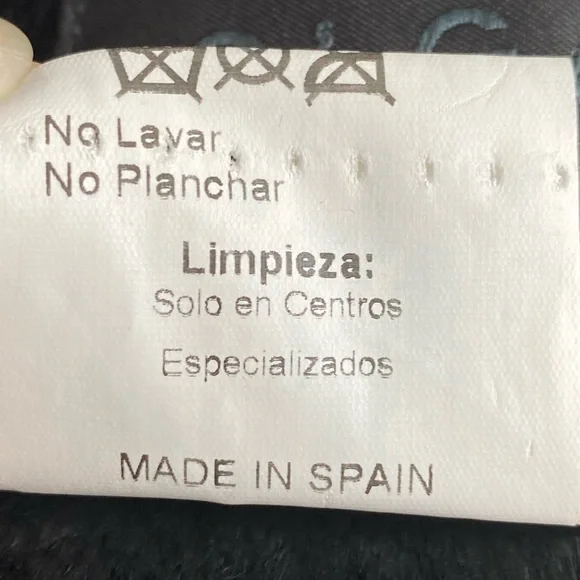 No Lavar
No Planchar
Limpieza:
Solo en Centros
Especializados
MADE IN SPAIN